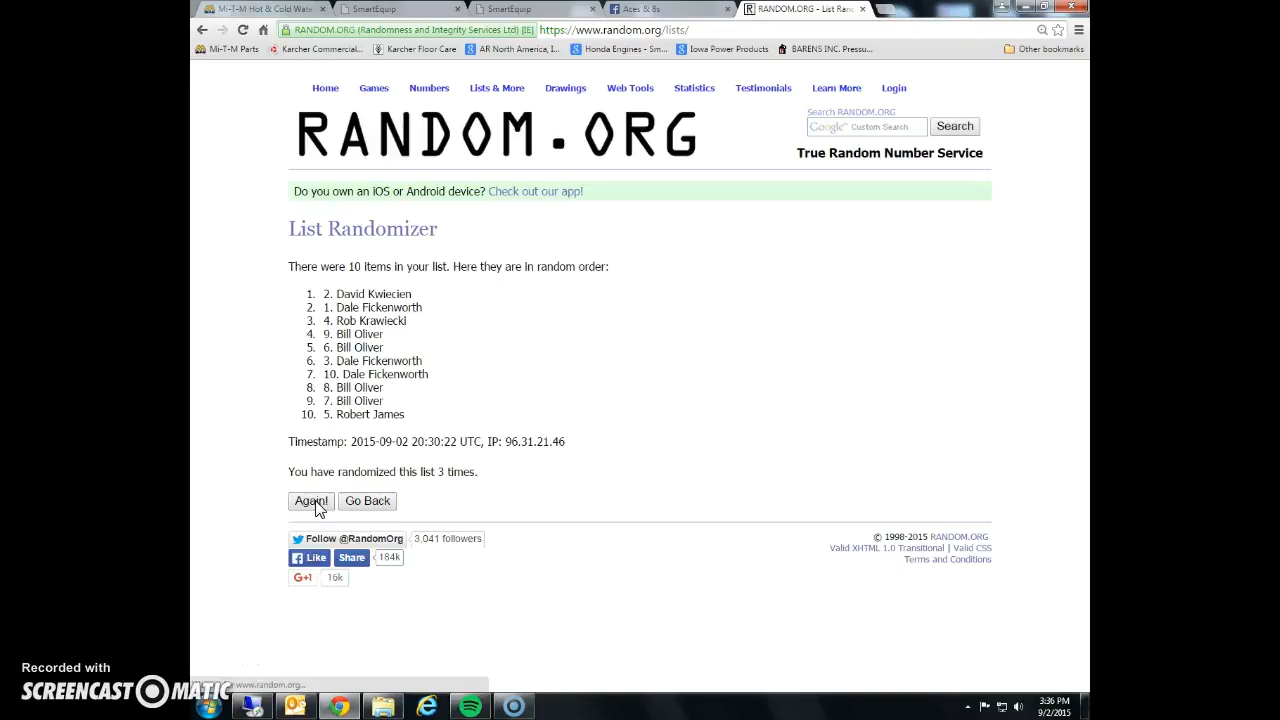 Mi-T-M Hot & Cold Wate
SmartEquip
SmartEquip
Aces & 8s
RANDOM.ORG - List Ran
RANDOM.ORG (Randomness and Integrity Services Ltd) [IE]
https://www.random.org/lists/
Mi-T-M Parts
Karcher Commercial...
Karcher Floor Care
AR North America, I...
Honda Engines - Sm...
Iowa Power Products
BARENS INC. Pressu...
Other bookmarks
Home Games Numbers Lists & More Drawings Web Tools Statistics Testimonials Learn More Login
RANDOM.ORG
Search RANDOM.ORG
Google™ Custom Search
Search
True Random Number Service
Do you own an iOS or Android device? Check out our app!
List Randomizer
There were 10 items in your list. Here they are in random order:
1. 2. David Kwiecien
2. 1. Dale Fickenworth
3. 4. Rob Krawiecki
4. 9. Bill Oliver
5. 6. Bill Oliver
6. 3. Dale Fickenworth
7. 10. Dale Fickenworth
8. 8. Bill Oliver
9. 7. Bill Oliver
10. 5. Robert James
Timestamp: 2015-09-02 20:30:22 UTC, IP: 96.31.21.46
You have randomized this list 3 times.
Again! Go Back
Follow @RandomOrg 3,041 followers
Like Share 184k
G+1 16k
© 1998-2015 RANDOM.ORG
Valid XHTML 1.0 Transitional | Valid CSS
Terms and Conditions
www.random.org...
Recorded with
SCREENCAST MATIC
3:36 PM
9/2/2015